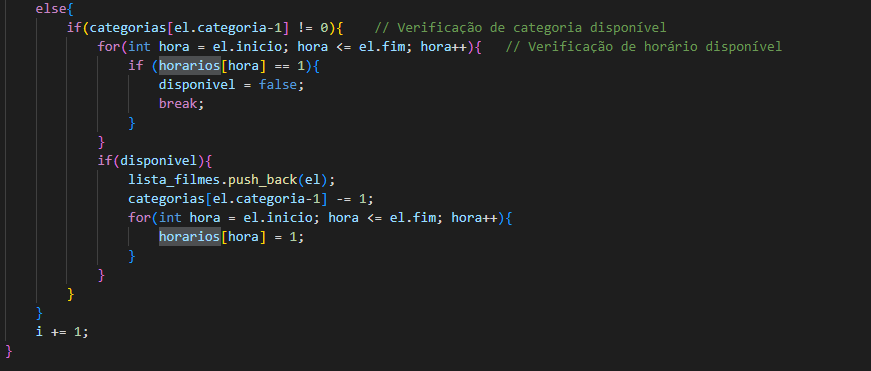 else{
if(categorias[el.categoria-1] != 0){    // Verificação de categoria disponível
for(int hora = el.inicio; hora <= el.fim; hora++){   // Verificação de horário disponível
if (horarios[hora] == 1){
disponivel = false;
break;
}
}
if(disponivel){
lista_filmes.push_back(el);
categorias[el.categoria-1] -= 1;
for(int hora = el.inicio; hora <= el.fim; hora++){
horarios[hora] = 1;
}
}
}
}
i += 1;
}